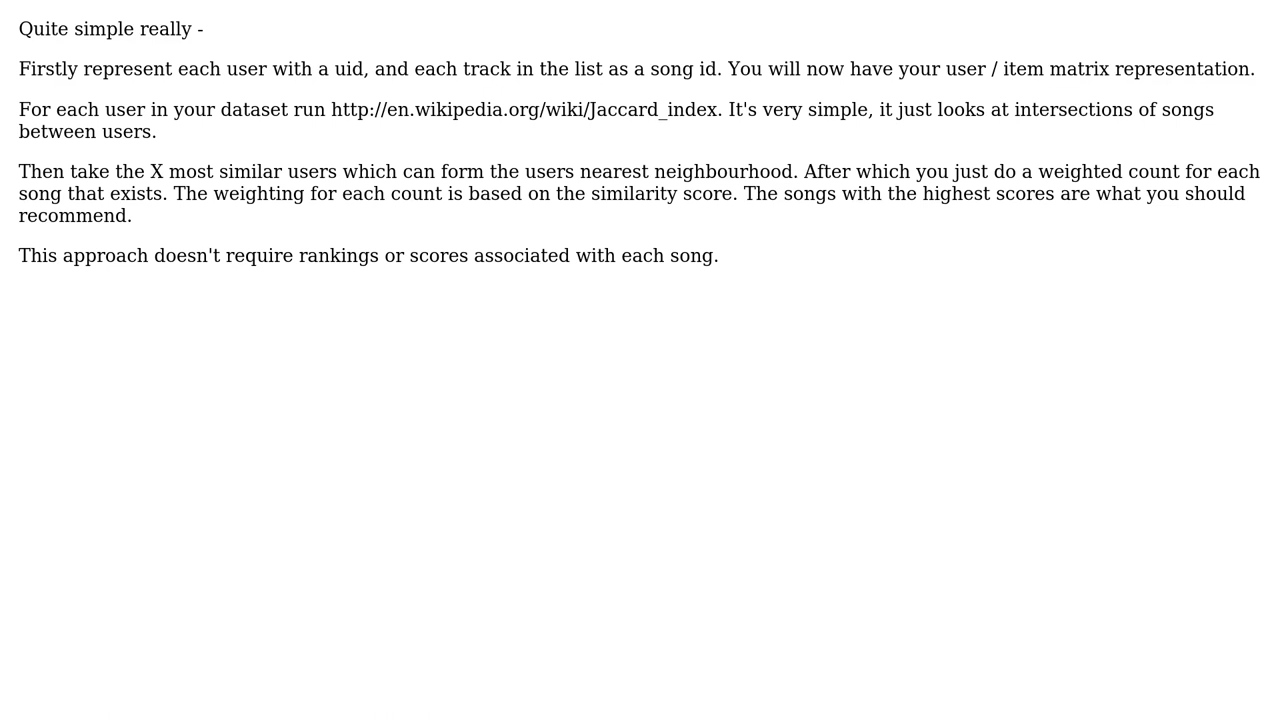 Quite simple really -
Firstly represent each user with a uid, and each track in the list as a song id. You will now have your user / item matrix representation.
For each user in your dataset run http://en.wikipedia.org/wiki/Jaccard_index. It's very simple, it just looks at intersections of songs
between users.
Then take the X most similar users which can form the users nearest neighbourhood. After which you just do a weighted count for each
song that exists. The weighting for each count is based on the similarity score. The songs with the highest scores are what you should
recommend.
This approach doesn't require rankings or scores associated with each song.